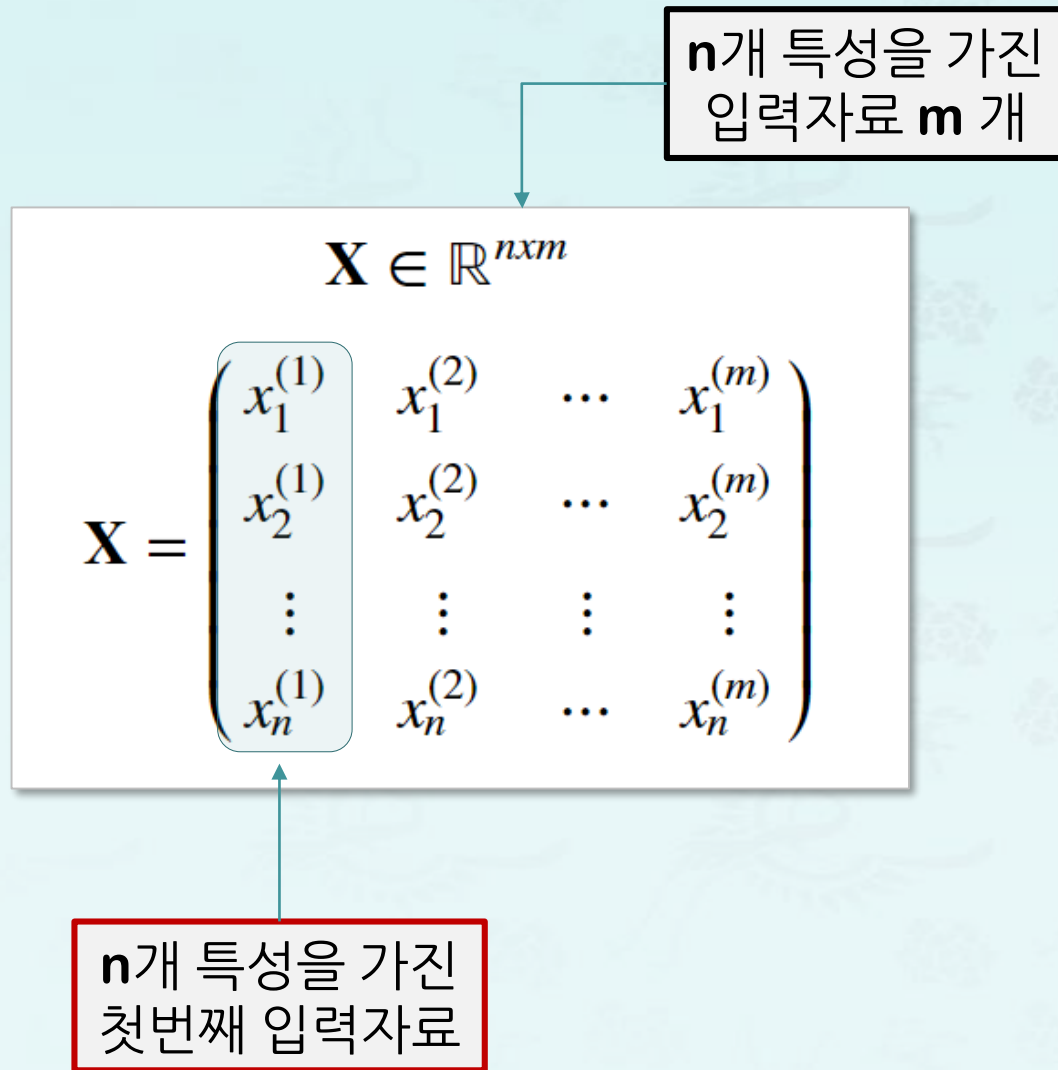 n개 특성을 가진
입력자료 m 개
X ∈ ℝ^{nxm}
X = ( x_1^{(1)} x_1^{(2)} ⋯ x_1^{(m)}
x_2^{(1)} x_2^{(2)} ⋯ x_2^{(m)}
⋮ ⋮ ⋮ ⋮
x_n^{(1)} x_n^{(2)} ⋯ x_n^{(m)} )
n개 특성을 가진
첫번째 입력자료